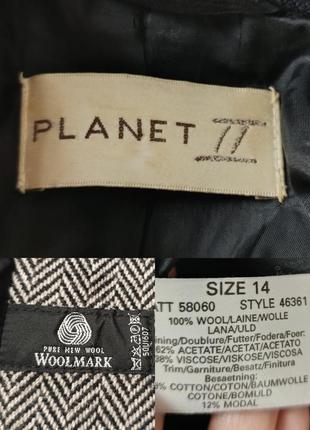 PLANET II
PURE NEW WOOL
WOOLMARK
50U1607
SIZE 14
ATT 58060 STYLE 46361
100% WOOL/LAINE/WOLLE
LANA/ULD
ining/Doublure/Futter/Fodera/Foer:
62% ACETATE/ACETAT/ACETATO
38% VISCOSE/VISKOSE/VISCOSA
Trim/Garniture/Besatz/Finitura
Besaetning:
% COTTON/COTON/BAUMWOLLE
COTONE/BOMULD
12% MODAL